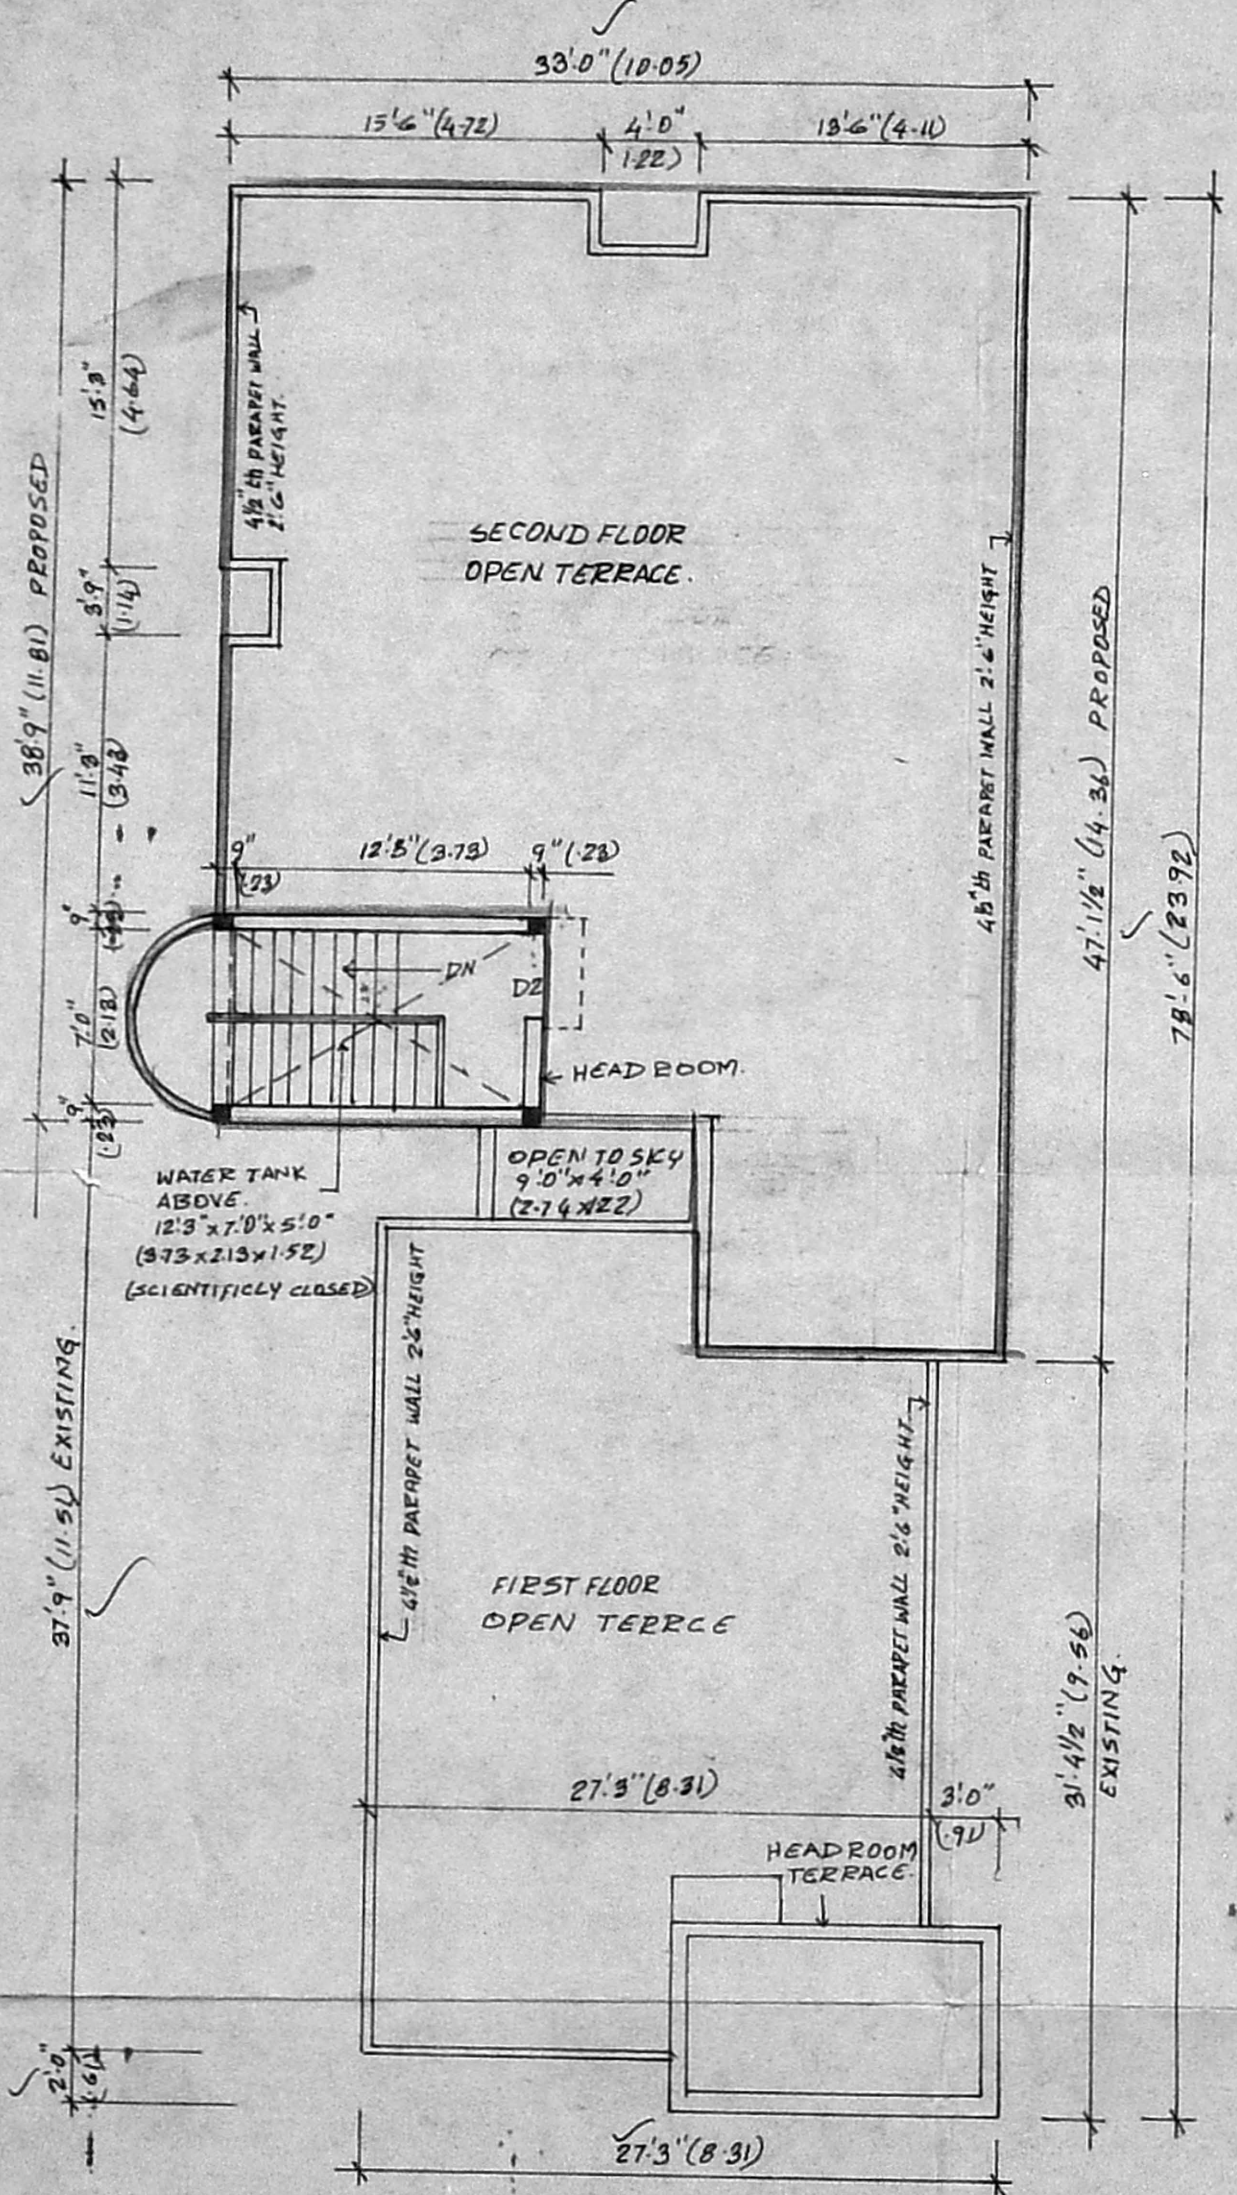 33'0" (10.05)
15'6" (4.72)
4'0"
(1.22)
13'6" (4.11)
4½" th PARAPET WALL
2'.6" HEIGHT.
15'.3"
(4.64)
38'.9" (11.81) PROPOSED
3'.9"
(1.14)
11'.3"
(3.43)
SECOND FLOOR
OPEN TERRACE.
4½" th PARAPET WALL 2'.6" HEIGHT
47'.1½" (14.36) PROPOSED
78'-6" (23.92)
9"
(.23)
12'.3" (3.73)
9" (.23)
9"
7'.0"
(2.13)
9"
(.23)
DN
D2
HEAD ROOM.
OPEN TO SKY
9'.0" x 4'.0"
(2.74 x 1.22)
WATER TANK
ABOVE.
12'.3" x 7'.0" x 5'.0"
(3.73 x 2.13 x 1.52)
(SCIENTIFICLY CLOSED)
37'.9" (11.51) EXISTING.
4½" th PARAPET WALL 2'6" HEIGHT
4½" th PARAPET WALL 2'.6" HEIGHT
FIRST FLOOR
OPEN TERRCE
31'.4½" (9.56)
EXISTING.
27'.3" (8.31)
3'.0"
(.91)
HEAD ROOM
TERRACE.
2'.0"
(.61)
27'.3" (8.31)